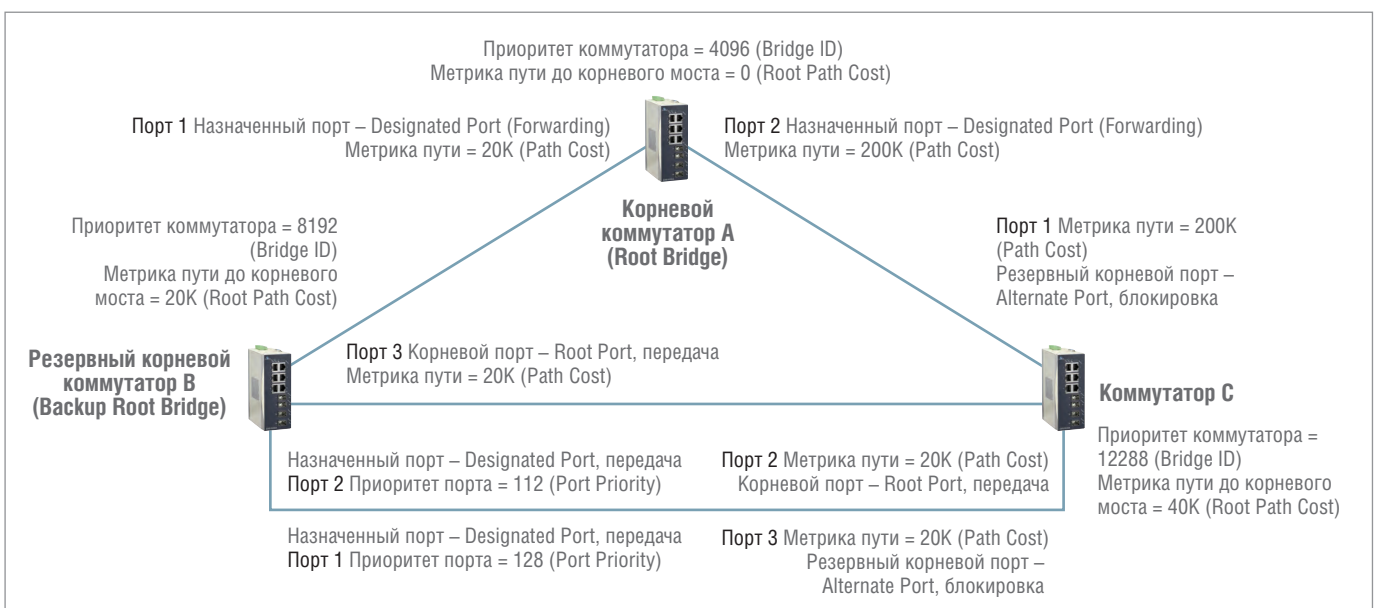 Приоритет коммутатора = 4096 (Bridge ID)
Метрика пути до корневого моста = 0 (Root Path Cost)
Порт 1 Назначенный порт – Designated Port (Forwarding)
Метрика пути = 20K (Path Cost)
Порт 2 Назначенный порт – Designated Port (Forwarding)
Метрика пути = 200K (Path Cost)
Корневой
коммутатор A
(Root Bridge)
Приоритет коммутатора = 8192
(Bridge ID)
Метрика пути до корневого
моста = 20K (Root Path Cost)
Порт 1 Метрика пути = 200K
(Path Cost)
Резервный корневой порт –
Alternate Port, блокировка
Резервный корневой
коммутатор B
(Backup Root Bridge)
Порт 3 Корневой порт – Root Port, передача
Метрика пути = 20K (Path Cost)
Коммутатор C
Приоритет коммутатора =
12288 (Bridge ID)
Метрика пути до корневого
моста = 40K (Root Path Cost)
Назначенный порт – Designated Port, передача
Порт 2 Приоритет порта = 112 (Port Priority)
Порт 2 Метрика пути = 20K (Path Cost)
Корневой порт – Root Port, передача
Назначенный порт – Designated Port, передача
Порт 1 Приоритет порта = 128 (Port Priority)
Порт 3 Метрика пути = 20K (Path Cost)
Резервный корневой порт –
Alternate Port, блокировка